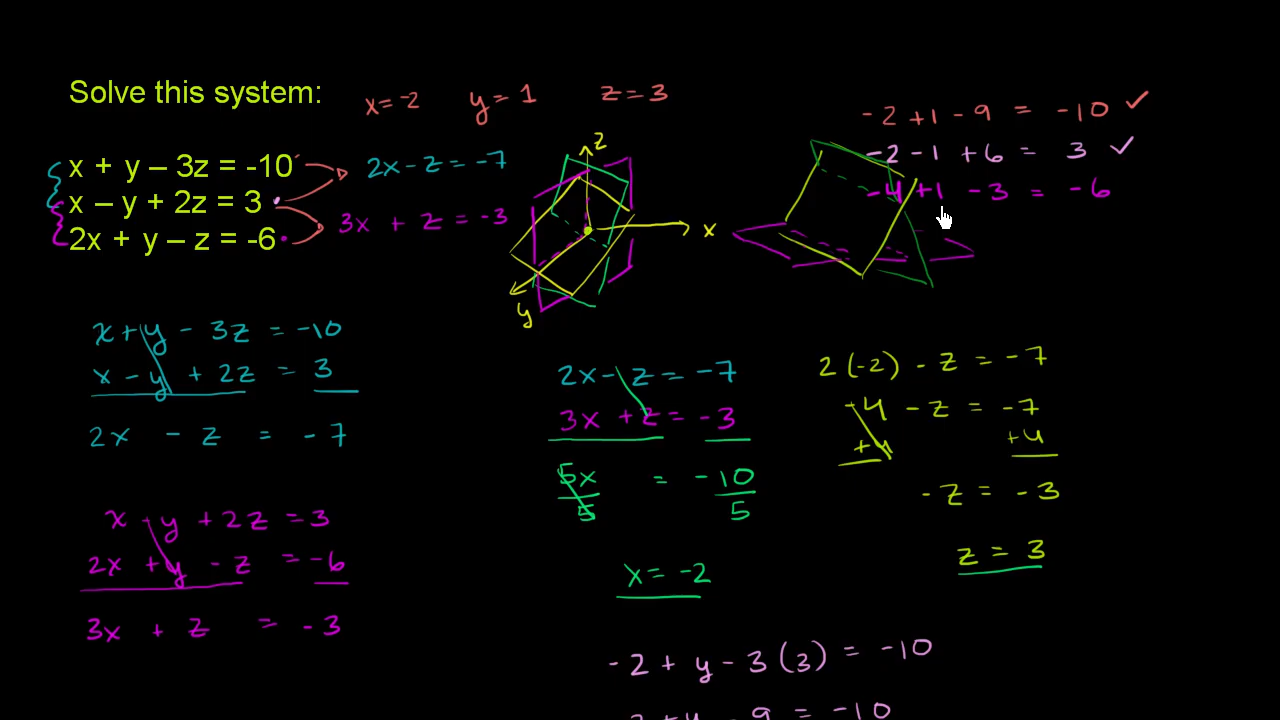 Solve this system:
x = -2 y = 1 z = 3
x + y – 3z = -10
x – y + 2z = 3
2x + y – z = -6
2x - z = -7
3x + z = -3
z
x
y
-2 +1 - 9 = -10 ✓
-2 - 1 + 6 = 3 ✓
-4 +1 - 3 = -6
x + y - 3z = -10
x - y + 2z = 3
2x - z = -7
x - y + 2z = 3
2x + y - z = -6
3x + z = -3
2x - z = -7
3x + z = -3
5x = -10
5 5
x = -2
2(-2) - z = -7
-4 - z = -7
+4 +4
-z = -3
z = 3
-2 + y - 3(3) = -10
-2 + y - 9 = -10